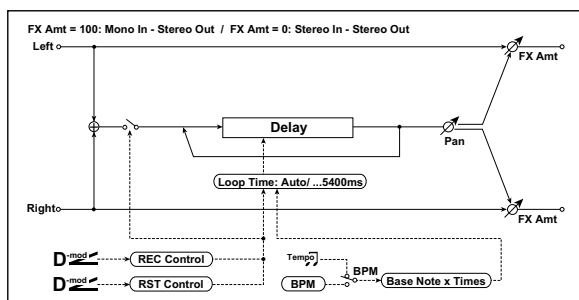 FX Amt = 100: Mono In - Stereo Out / FX Amt = 0: Stereo In - Stereo Out
Left
FX Amt
Delay
Pan
Loop Time: Auto/ ...5400ms
Right
FX Amt
D-mod
REC Control
Tempo
BPM
D-mod
RST Control
BPM
Base Note x Times